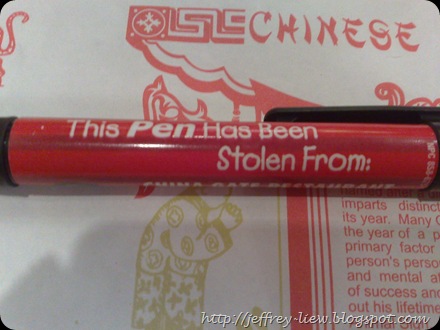 CHINESE
This Pen Has Been
Stolen From:
imparts distinct
its year. Many C
the year of a p
primary factor
person's perso
and mental at
of success and
out his lifetim
http://jeffrey-liew.blogspot.com